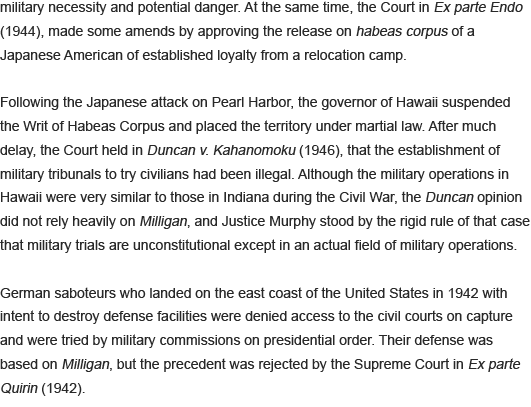 military necessity and potential danger. At the same time, the Court in Ex parte Endo
(1944), made some amends by approving the release on habeas corpus of a
Japanese American of established loyalty from a relocation camp.
Following the Japanese attack on Pearl Harbor, the governor of Hawaii suspended
the Writ of Habeas Corpus and placed the territory under martial law. After much
delay, the Court held in Duncan v. Kahanomoku (1946), that the establishment of
military tribunals to try civilians had been illegal. Although the military operations in
Hawaii were very similar to those in Indiana during the Civil War, the Duncan opinion
did not rely heavily on Milligan, and Justice Murphy stood by the rigid rule of that case
that military trials are unconstitutional except in an actual field of military operations.
German saboteurs who landed on the east coast of the United States in 1942 with
intent to destroy defense facilities were denied access to the civil courts on capture
and were tried by military commissions on presidential order. Their defense was
based on Milligan, but the precedent was rejected by the Supreme Court in Ex parte
Quirin (1942).